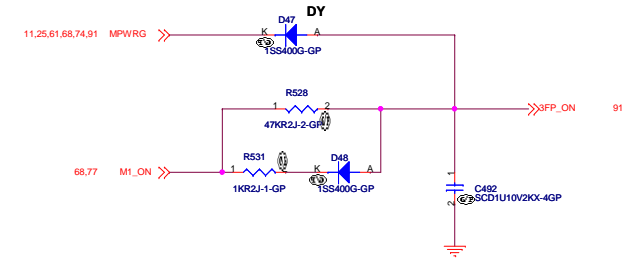 DY
D47
11,25,61,68,74,91 MPWRG
K A
1SS400G-GP
R528
1 2
3FP_ON 91
47KR2J-2-GP
R531
D48
68,77 M1_ON
1 K A
1KR2J-1-GP
1SS400G-GP
1
C492
SCD1U10V2KX-4GP
2